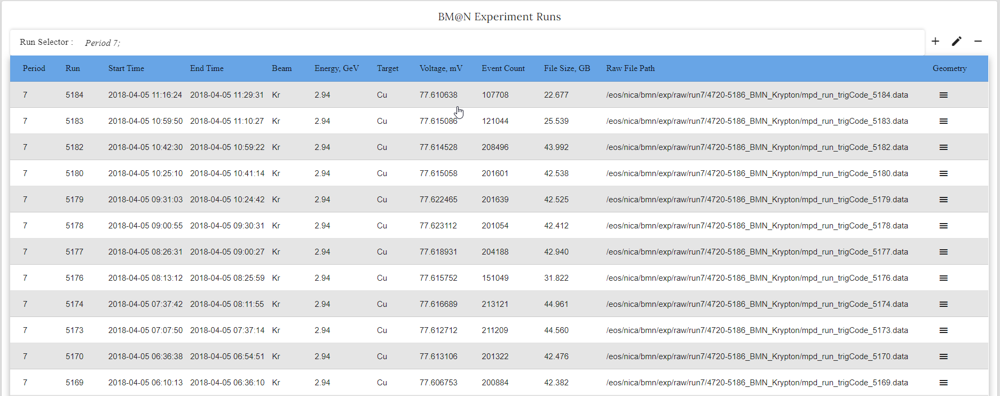 BM@N Experiment Runs
Run Selector : Period 7;
Period Run Start Time End Time Beam Energy, GeV Target Voltage, mV Event Count File Size, GB Raw File Path Geometry
7 5184 2018-04-05 11:16:24 2018-04-05 11:29:31 Kr 2.94 Cu 77.610638 107708 22.677 /eos/nica/bmn/exp/raw/run7/4720-5186_BMN_Krypton/mpd_run_trigCode_5184.data
7 5183 2018-04-05 10:59:50 2018-04-05 11:10:27 Kr 2.94 Cu 77.615086 121044 25.539 /eos/nica/bmn/exp/raw/run7/4720-5186_BMN_Krypton/mpd_run_trigCode_5183.data
7 5182 2018-04-05 10:42:30 2018-04-05 10:59:22 Kr 2.94 Cu 77.614528 208496 43.992 /eos/nica/bmn/exp/raw/run7/4720-5186_BMN_Krypton/mpd_run_trigCode_5182.data
7 5180 2018-04-05 10:25:10 2018-04-05 10:41:14 Kr 2.94 Cu 77.615058 201601 42.538 /eos/nica/bmn/exp/raw/run7/4720-5186_BMN_Krypton/mpd_run_trigCode_5180.data
7 5179 2018-04-05 09:31:03 2018-04-05 10:24:42 Kr 2.94 Cu 77.622465 201639 42.525 /eos/nica/bmn/exp/raw/run7/4720-5186_BMN_Krypton/mpd_run_trigCode_5179.data
7 5178 2018-04-05 09:00:55 2018-04-05 09:30:31 Kr 2.94 Cu 77.623112 201054 42.412 /eos/nica/bmn/exp/raw/run7/4720-5186_BMN_Krypton/mpd_run_trigCode_5178.data
7 5177 2018-04-05 08:26:31 2018-04-05 09:00:27 Kr 2.94 Cu 77.618931 204188 42.940 /eos/nica/bmn/exp/raw/run7/4720-5186_BMN_Krypton/mpd_run_trigCode_5177.data
7 5176 2018-04-05 08:13:12 2018-04-05 08:25:59 Kr 2.94 Cu 77.615752 151049 31.822 /eos/nica/bmn/exp/raw/run7/4720-5186_BMN_Krypton/mpd_run_trigCode_5176.data
7 5174 2018-04-05 07:37:42 2018-04-05 08:11:55 Kr 2.94 Cu 77.616689 213121 44.961 /eos/nica/bmn/exp/raw/run7/4720-5186_BMN_Krypton/mpd_run_trigCode_5174.data
7 5173 2018-04-05 07:07:50 2018-04-05 07:37:14 Kr 2.94 Cu 77.612712 211209 44.560 /eos/nica/bmn/exp/raw/run7/4720-5186_BMN_Krypton/mpd_run_trigCode_5173.data
7 5170 2018-04-05 06:36:38 2018-04-05 06:54:51 Kr 2.94 Cu 77.613106 201322 42.476 /eos/nica/bmn/exp/raw/run7/4720-5186_BMN_Krypton/mpd_run_trigCode_5170.data
7 5169 2018-04-05 06:10:13 2018-04-05 06:36:10 Kr 2.94 Cu 77.606753 200884 42.382 /eos/nica/bmn/exp/raw/run7/4720-5186_BMN_Krypton/mpd_run_trigCode_5169.data